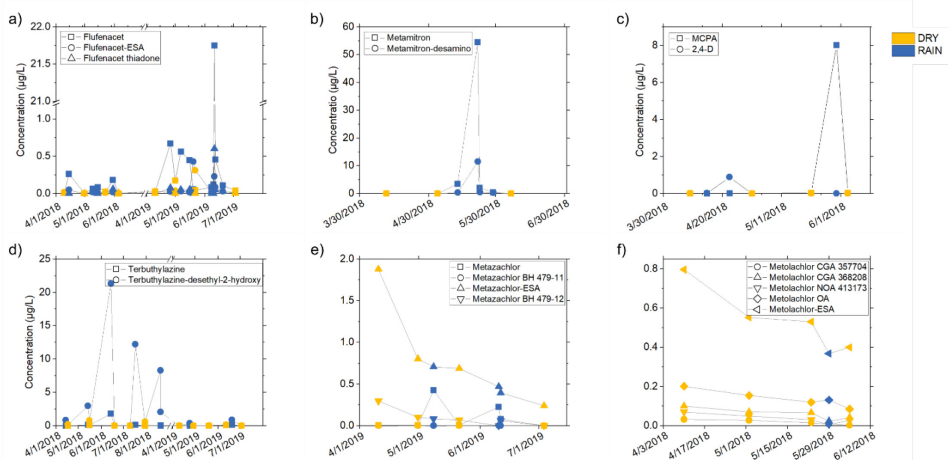 a)
22.0
21.5
21.0
1.0
0.5
0.0
Concentration (µg/L)
Flufenacet
Flufenacet-ESA
Flufenacet thiadone
4/1/2018
5/1/2018
6/1/2018
4/1/2019
5/1/2019
6/1/2019
7/1/2019
b)
60
50
40
30
20
10
0
Concentratio (µg/L)
Metamitron
Metamitron-desamino
3/30/2018
4/30/2018
5/30/2018
6/30/2018
c)
8
6
4
2
0
Concentration (µg/L)
MCPA
2,4-D
3/30/2018
4/20/2018
5/11/2018
6/1/2018
DRY
RAIN
d)
25
20
15
10
5
0
Concentration (µg/L)
Terbuthylazine
Terbuthylazine-desethyl-2-hydroxy
4/1/2018
5/1/2018
6/1/2018
7/1/2018
8/1/2018
4/1/2019
5/1/2019
6/1/2019
7/1/2019
e)
2.0
1.5
1.0
0.5
0.0
Metazachlor
Metazachlor BH 479-11
Metazachlor-ESA
Metazachlor BH 479-12
4/1/2019
5/1/2019
6/1/2019
7/1/2019
f)
0.8
0.6
0.4
0.2
0.0
Metolachlor CGA 357704
Metolachlor CGA 368208
Metolachlor NOA 413173
Metolachlor OA
Metolachlor-ESA
4/3/2018
4/17/2018
5/1/2018
5/15/2018
5/29/2018
6/12/2018